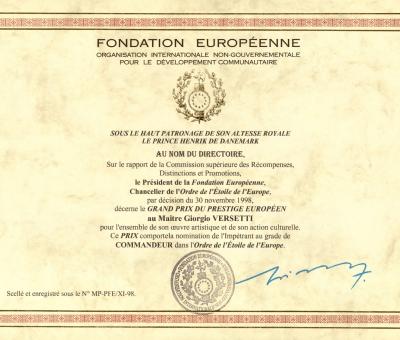 FONDATION EUROPÉENNE
ORGANISATION INTERNATIONALE NON-GOUVERNEMENTALE
POUR LE DÉVELOPPEMENT COMMUNAUTAIRE
SOUS LE HAUT PATRONAGE DE SON ALTESSE ROYALE
LE PRINCE HENRIK DE DANEMARK
AU NOM DU DIRECTOIRE,
Sur le rapport de la Commission supérieure des Récompenses,
Distinctions et Promotions,
le Président de la Fondation Européenne,
Chancelier de l'Ordre de l'Étoile de l'Europe,
par décision du 30 novembre 1998,
décerne le GRAND PRIX DU PRESTIGE EUROPÉEN
au Maître Giorgio VERSETTI
pour l'ensemble de son œuvre artistique et de son action culturelle.
Ce PRIX comportela nomination de l'Impétrant au grade de
COMMANDEUR dans l'Ordre de l'Étoile de l'Europe.
Scellé et enregistré sous le N° MP-PFE/XI-98.